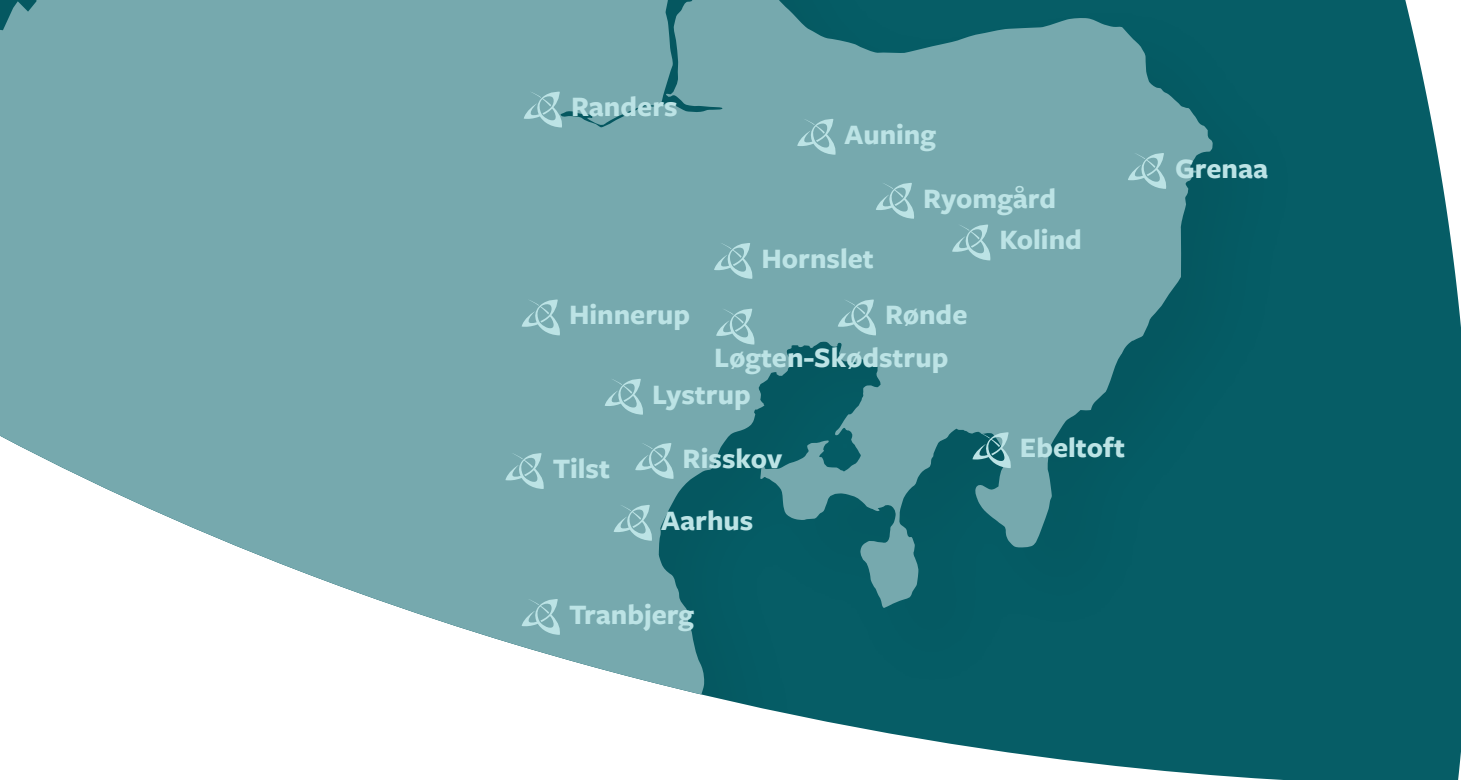 Randers
Auning
Grenaa
Ryomgård
Kolind
Hornslet
Hinnerup
Rønde
Løgten-Skødstrup
Lystrup
Ebeltoft
Risskov
Tilst
Aarhus
Tranbjerg